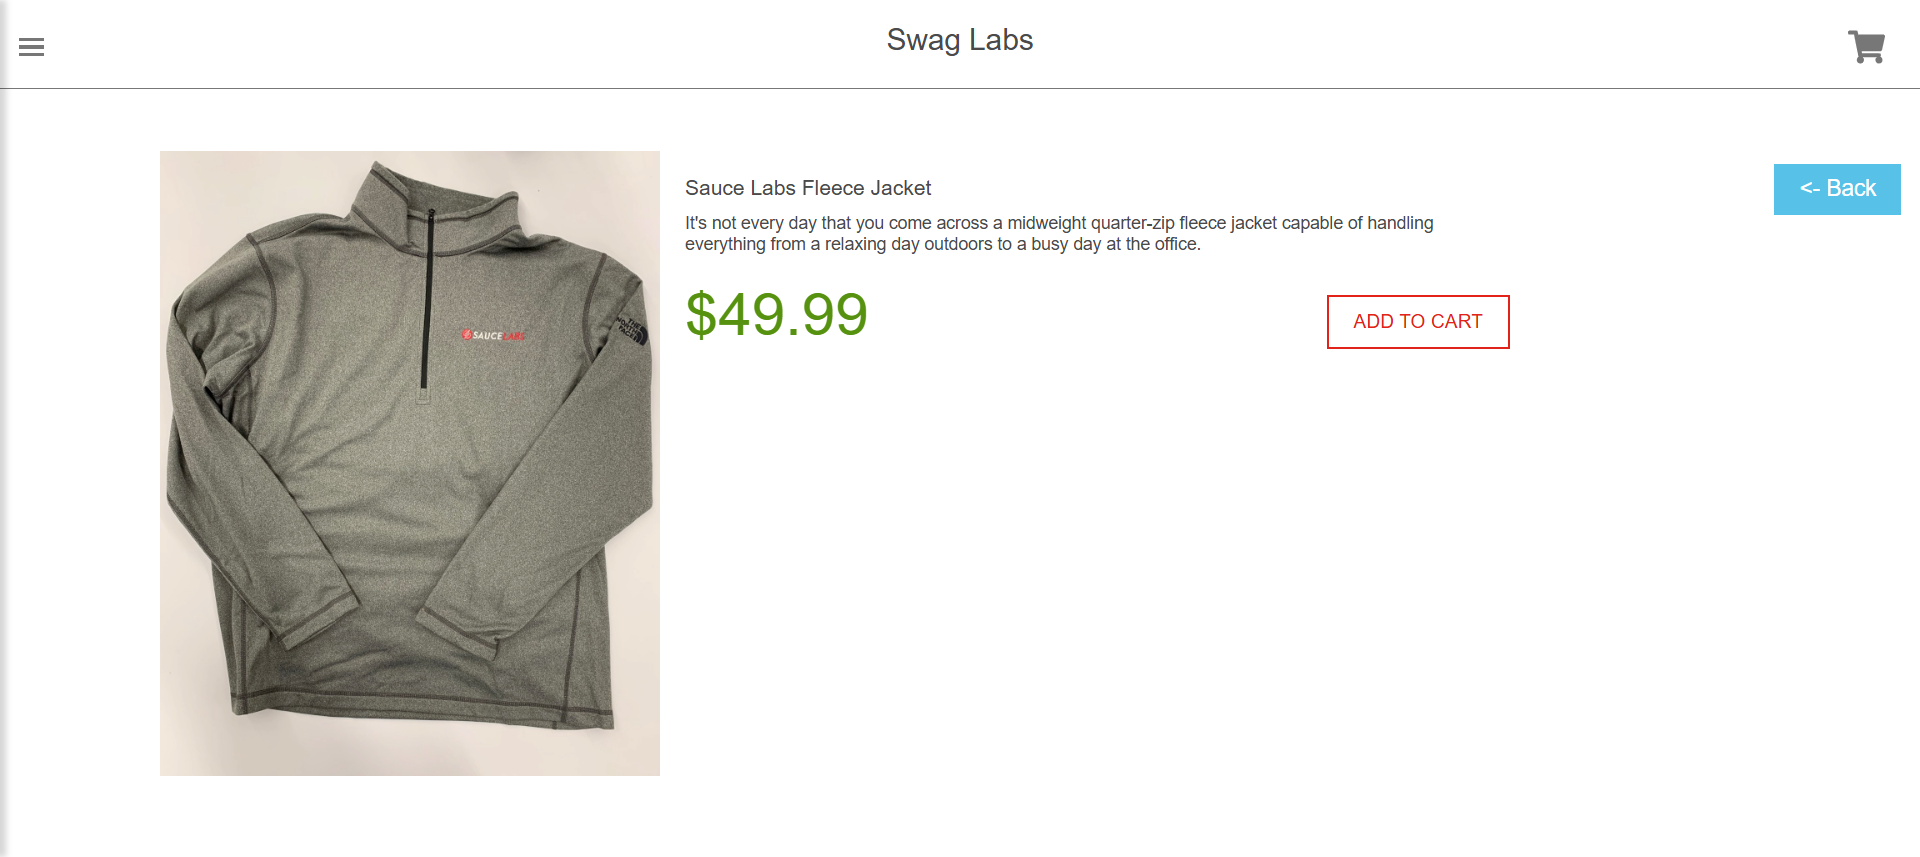 Swag Labs
<- Back
Sauce Labs Fleece Jacket
It's not every day that you come across a midweight quarter-zip fleece jacket capable of handling
everything from a relaxing day outdoors to a busy day at the office.
$49.99
ADD TO CART
SAUCELABS
THE
NORTH
FACE